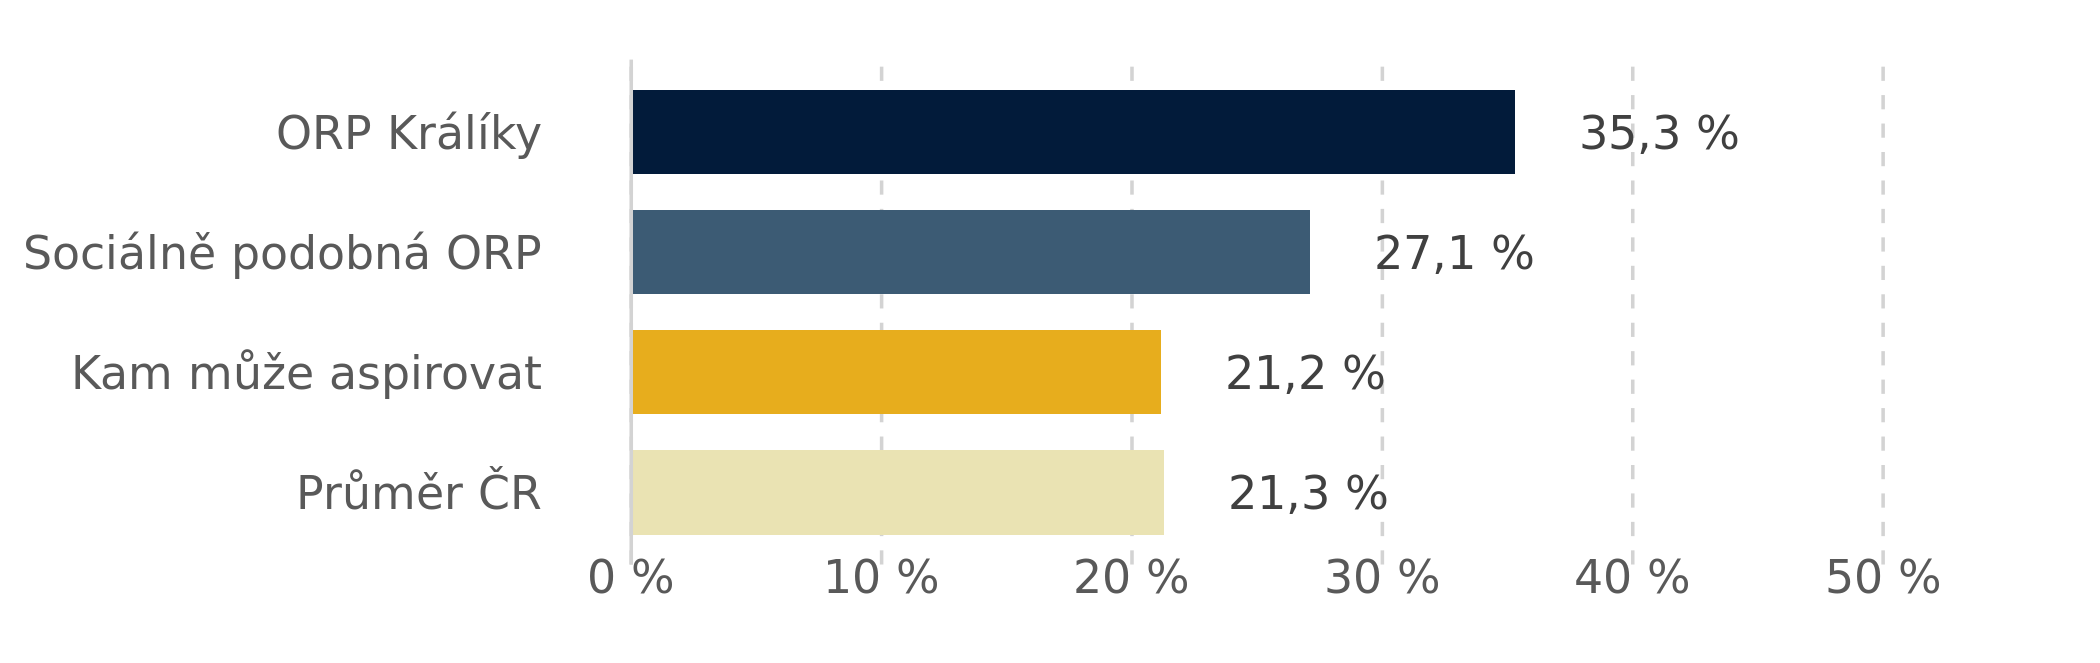 ORP Králíky 35,3 %
Sociálně podobná ORP 27,1 %
Kam může aspirovat 21,2 %
Průměr ČR 21,3 %
0 % 10 % 20 % 30 % 40 % 50 %